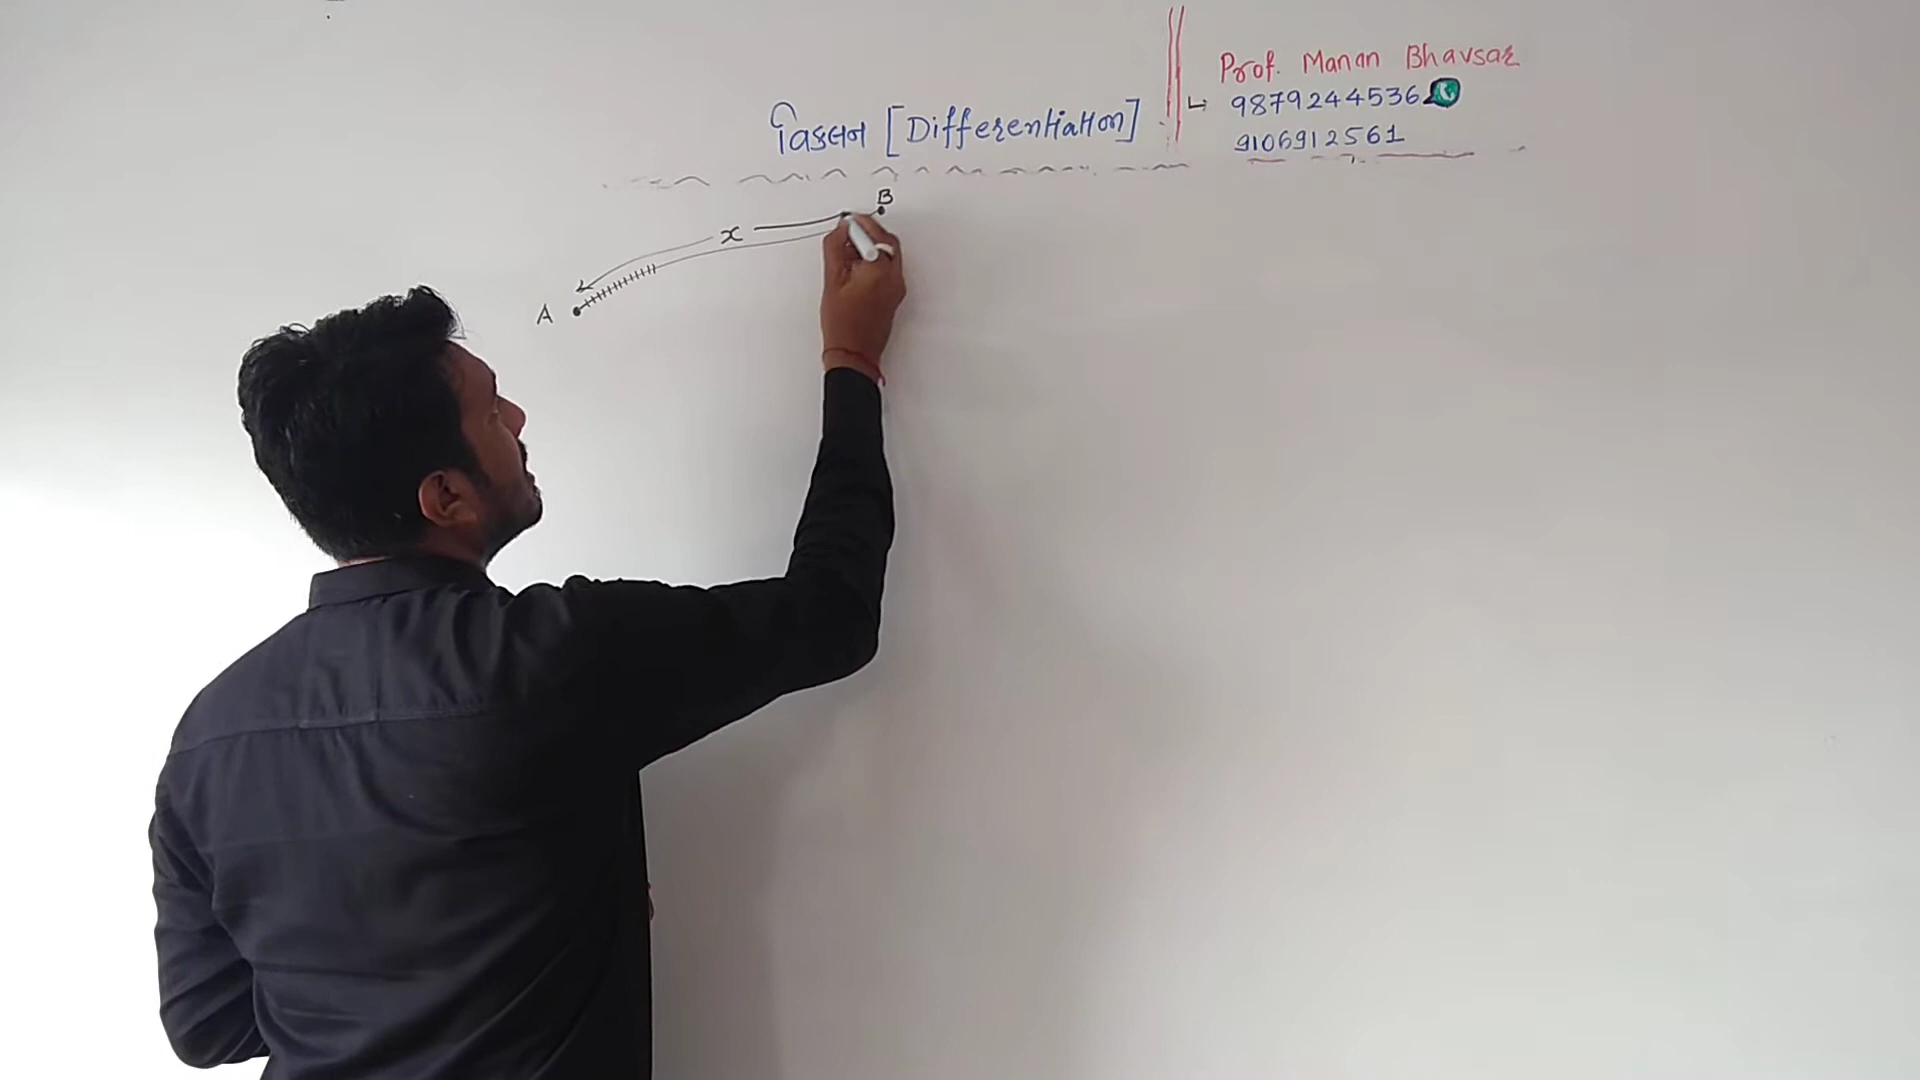 Prof. Manan Bhavsar
9879244536
9106912561
વિકલન [Differentiation]
B
x
A